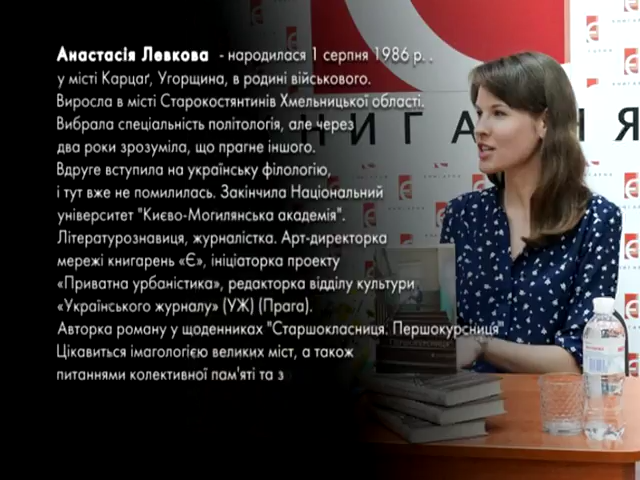 Анастасія Лєвкова - народилася 1 серпня 1986 р. .
у місті Карцаґ, Угорщина, в родині військового.
Виросла в місті Старокостянтинів Хмельницької області.
Вибрала спеціальність політологія, але через
два роки зрозуміла, що прагне іншого.
Вдруге вступила на українську філологію,
і тут вже не помилилась. Закінчила Національний
університет "Києво-Могилянська академія".
Літературознавиця, журналістка. Арт-директорка
мережі книгарень «Є», ініціаторка проекту
«Приватна урбаністика», редакторка відділу культури
«Українського журналу» (УЖ) (Прага).
Авторка роману у щоденниках "Старшокласниця. Першокурсниця"
Цікавиться імагологією великих міст, а також
питаннями колективної пам'яті та з
НИГА
НЯ
Є